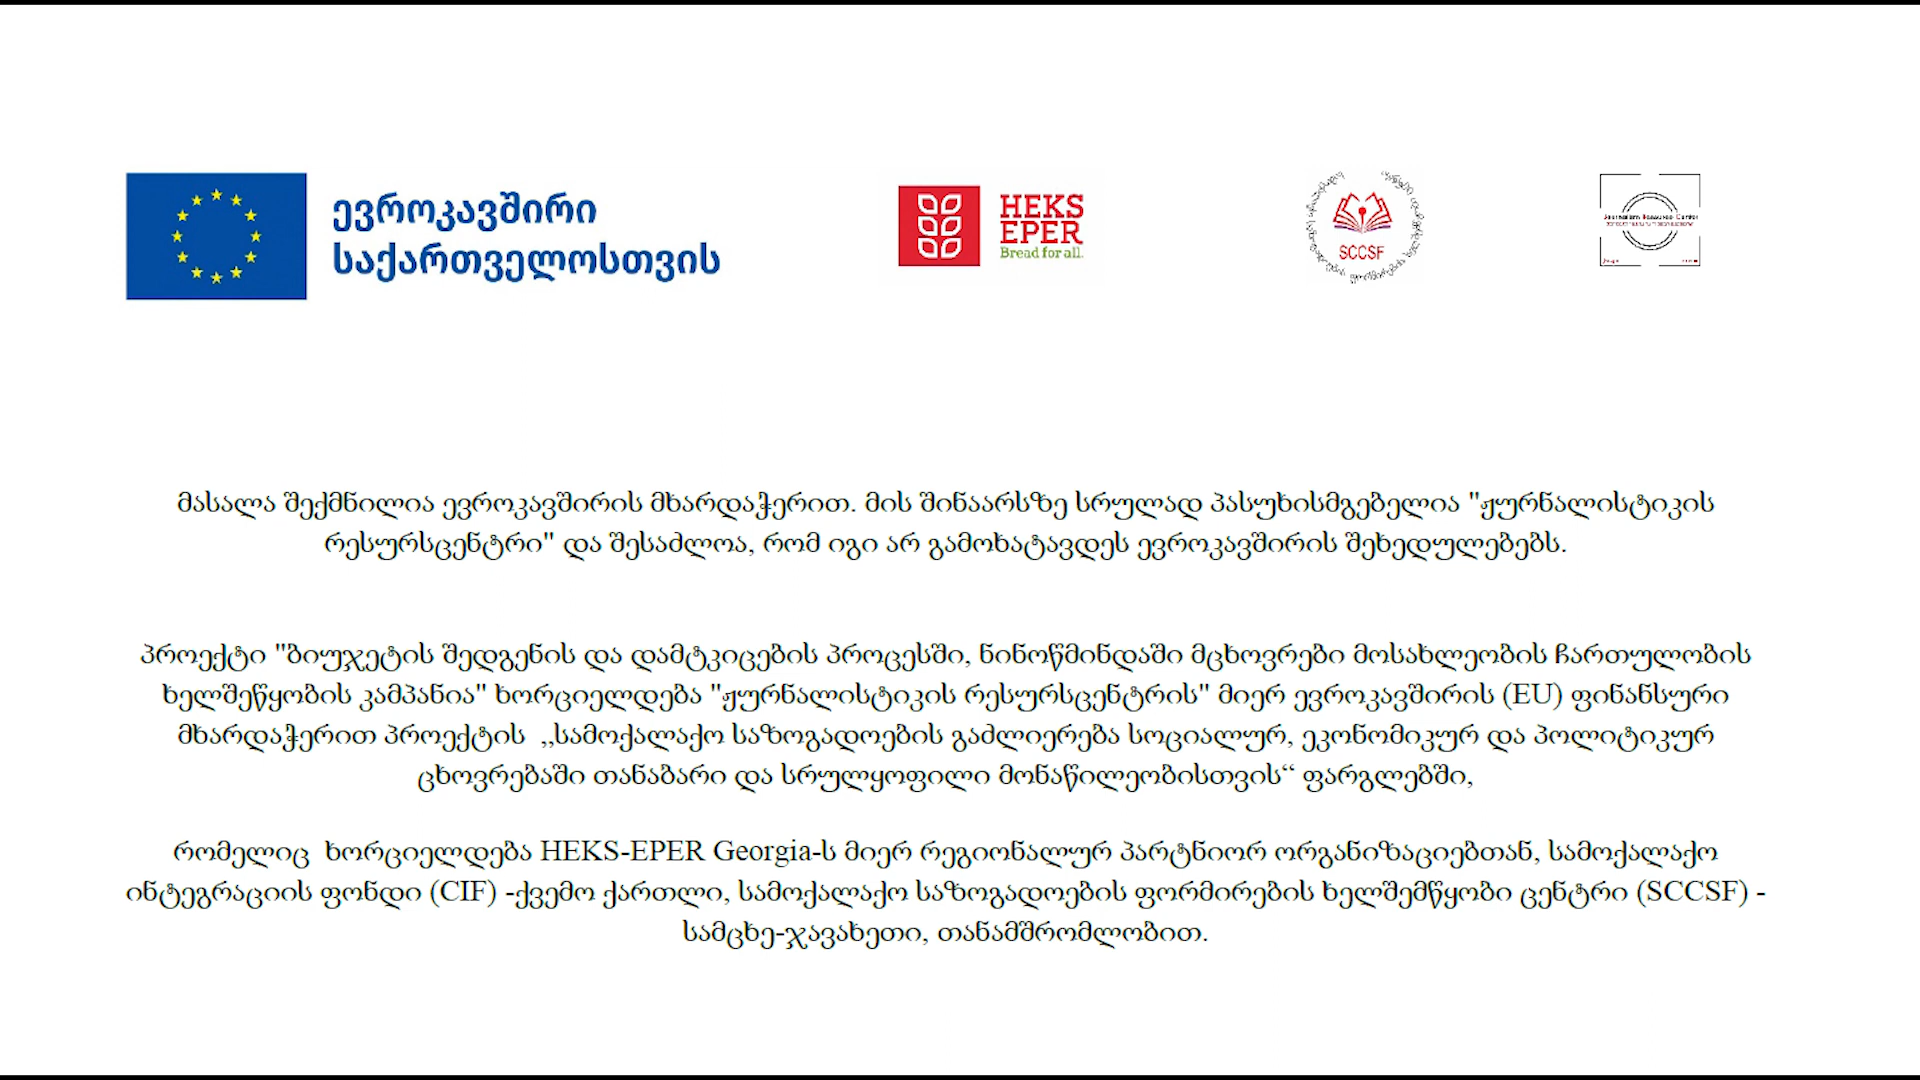 ევროკავშირი
საქართველოსთვის
HEKS
EPER
Bread for all.
SCCSF
Journalism Resource Center
მასალა შექმნილია ევროკავშირის მხარდაჭერით. მის შინაარსზე სრულად პასუხისმგებელია "ჟურნალისტიკის
რესურსცენტრი" და შესაძლოა, რომ იგი არ გამოხატავდეს ევროკავშირის შეხედულებებს.
პროექტი "ბიუჯეტის შედგენის და დამტკიცების პროცესში, ნინოწმინდაში მცხოვრები მოსახლეობის ჩართულობის
ხელშეწყობის კამპანია" ხორციელდება "ჟურნალისტიკის რესურსცენტრის" მიერ ევროკავშირის (EU) ფინანსური
მხარდაჭერით პროექტის „სამოქალაქო საზოგადოების გაძლიერება სოციალურ, ეკონომიკურ და პოლიტიკურ
ცხოვრებაში თანაბარი და სრულყოფილი მონაწილეობისთვის“ ფარგლებში,
რომელიც ხორციელდება HEKS-EPER Georgia-ს მიერ რეგიონალურ პარტნიორ ორგანიზაციებთან, სამოქალაქო
ინტეგრაციის ფონდი (CIF) -ქვემო ქართლი, სამოქალაქო საზოგადოების ფორმირების ხელშემწყობი ცენტრი (SCCSF) -
სამცხე-ჯავახეთი, თანამშრომლობით.